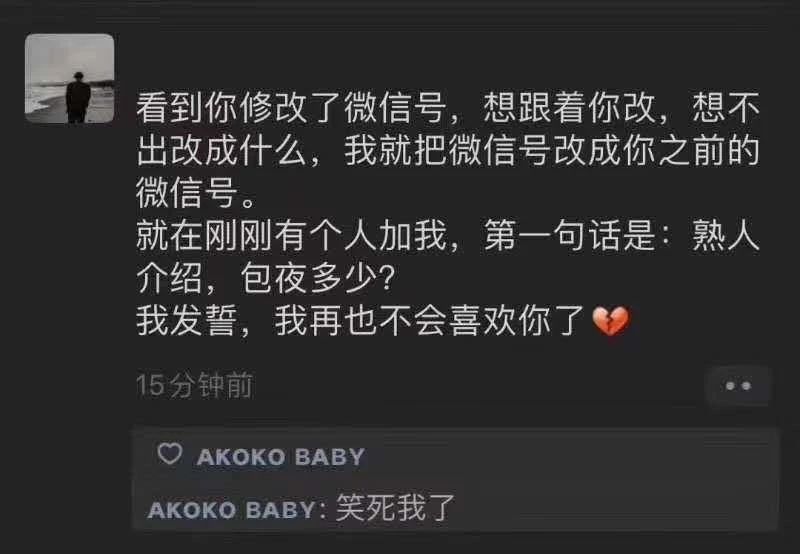 看到你修改了微信号，想跟着你改，想不
出改成什么，我就把微信号改成你之前的
微信号。
就在刚刚有个人加我，第一句话是：熟人
介绍，包夜多少？
我发誓，我再也不会喜欢你了💔
15分钟前
AKOKO BABY
AKOKO BABY: 笑死我了